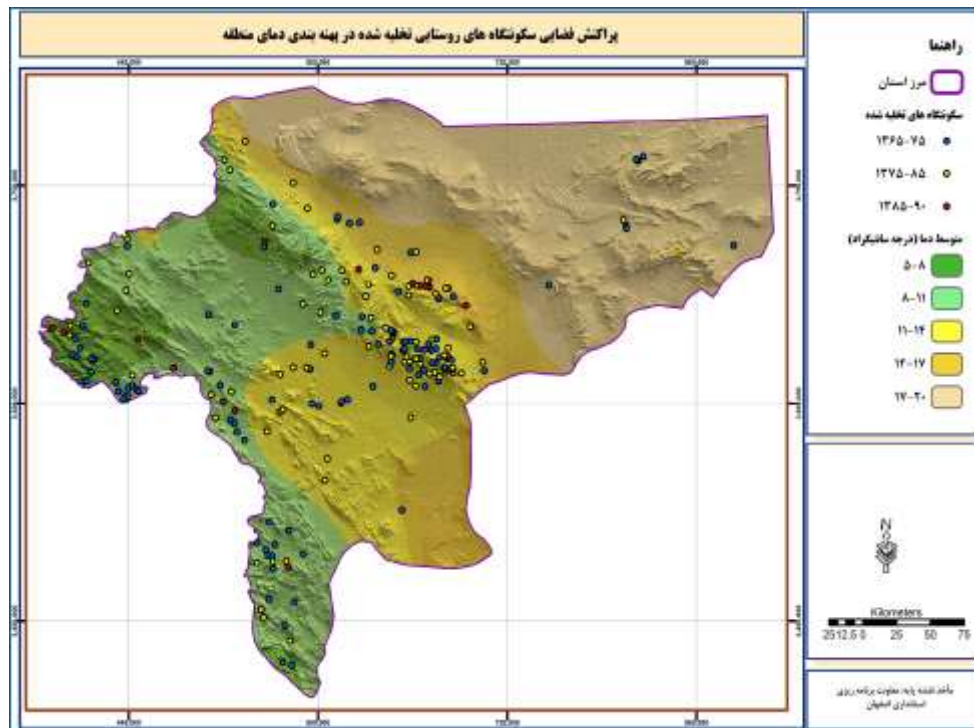 پراکنش فضایی سکونتگاه های روستایی تخلیه شده در پهنه بندی دمای منطقه
راهنما
مرز استان
سکونتگاه های تخلیه شده
۱۳۶۵-۷۵
۱۳۷۵-۸۵
۱۳۸۵-۹۰
متوسط دما (درجه سانتیگراد)
۵-۸
۸-۱۱
۱۱-۱۴
۱۴-۱۷
۱۷-۲۰
N
Kilometers
25 12.5 0 25 50 75
مأخذ نقشه پایه: معاونت برنامه ریزی
استانداری اصفهان